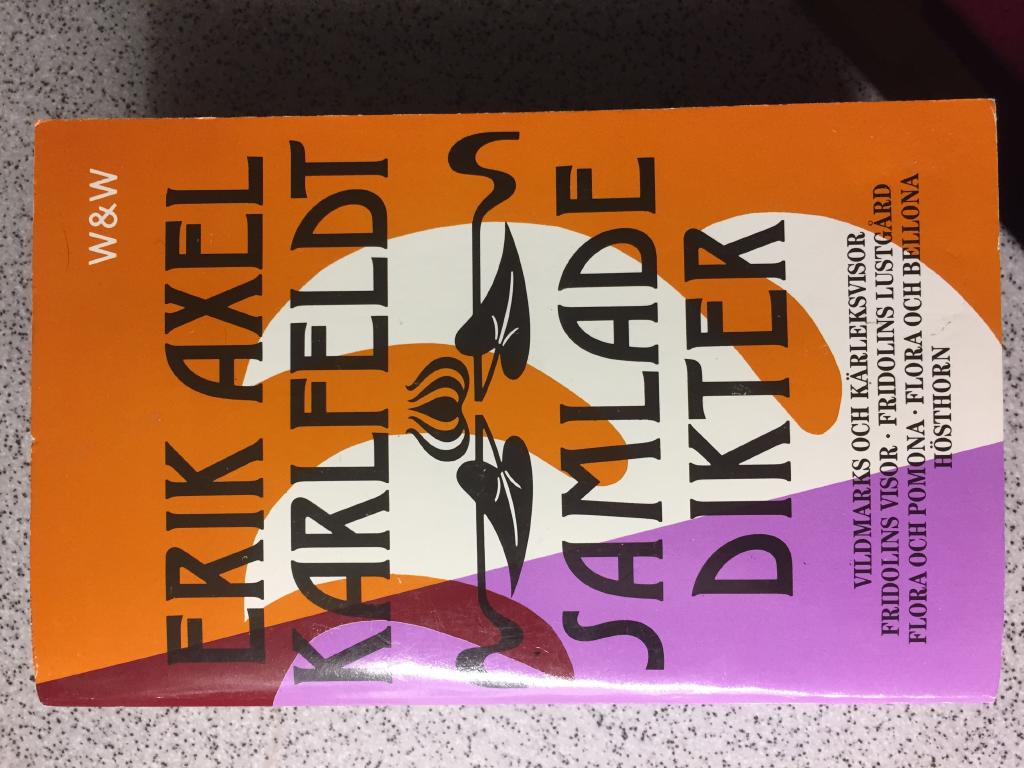 W&W
ERIK AXEL
KARLFELDT
SAMLADE
DIKTER
VILDMARKS OCH KÄRLEKSVISOR
FRIDOLINS VISOR · FRIDOLINS LUSTGÅRD
FLORA OCH POMONA · FLORA OCH BELLONA
HÖSTHORN